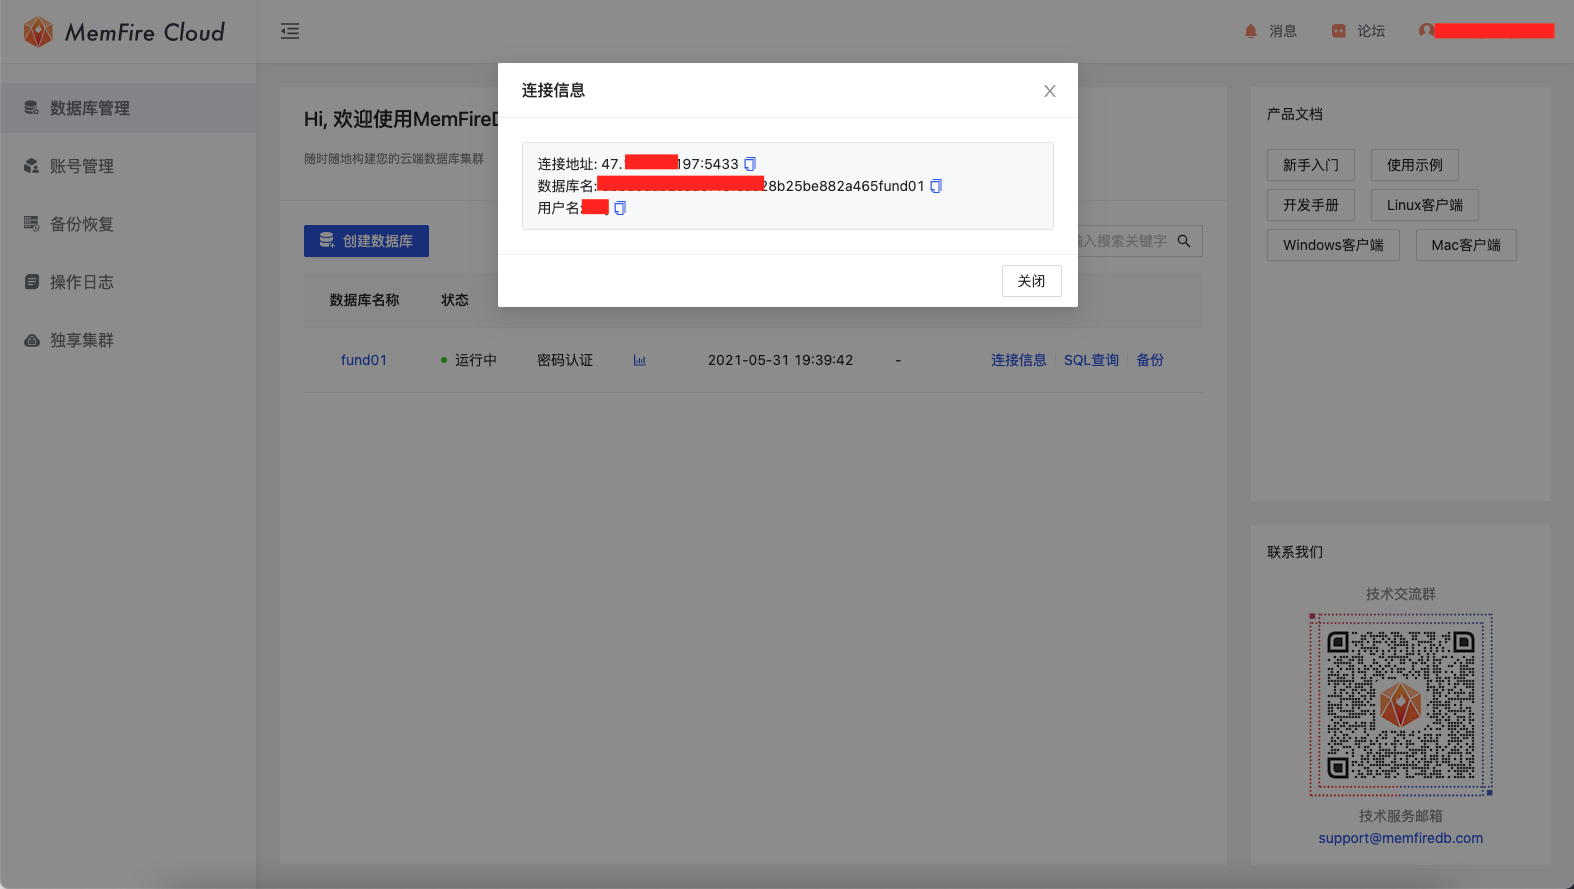 MemFire Cloud
消息
论坛
数据库管理
账号管理
备份恢复
操作日志
独享集群
Hi, 欢迎使用MemFire
随时随地构建您的云端数据库集群
创建数据库
入搜索关键字
数据库名称
状态
fund01
运行中
密码认证
2021-05-31 19:39:42
-
连接信息
SQL查询
备份
连接信息
连接地址: 47. 197:5433
数据库名: 28b25be882a465fund01
用户名:
关闭
产品文档
新手入门
使用示例
开发手册
Linux客户端
Windows客户端
Mac客户端
联系我们
技术交流群
技术服务邮箱
support@memfiredb.com